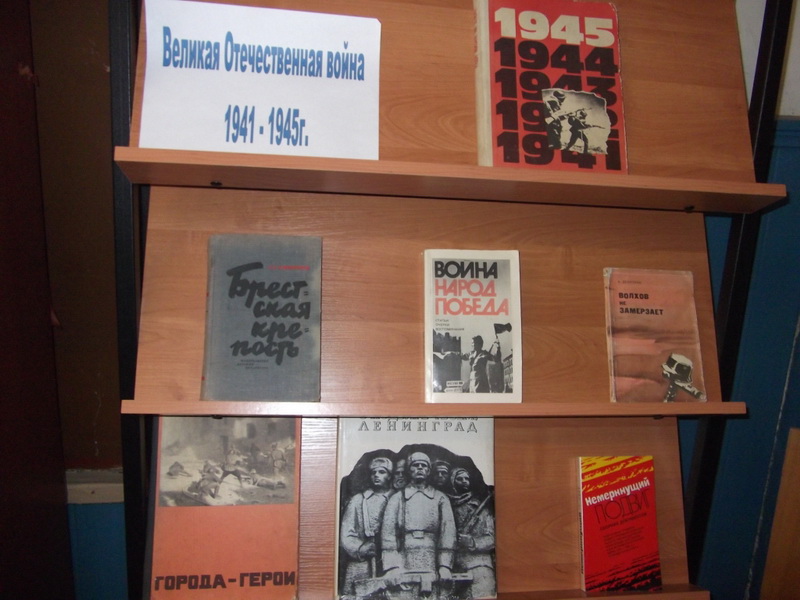 Великая Отечественная война
1941 - 1945г.
1945
1944
1943
1941
Брест-
ская
кре-
пость
ВОЙНА
НАРОД
ПОБЕДА
ВОЛХОВ
НЕ
ЗАМЕРЗАЕТ
ГОРОДА-ГЕРОИ
ЛЕНИНГРАД
Немеркнущий
ПОДВИГ